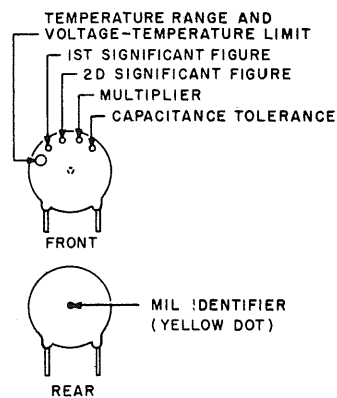 TEMPERATURE RANGE AND
VOLTAGE-TEMPERATURE LIMIT
1ST SIGNIFICANT FIGURE
2D SIGNIFICANT FIGURE
MULTIPLIER
CAPACITANCE TOLERANCE
FRONT
MIL IDENTIFIER
(YELLOW DOT)
REAR